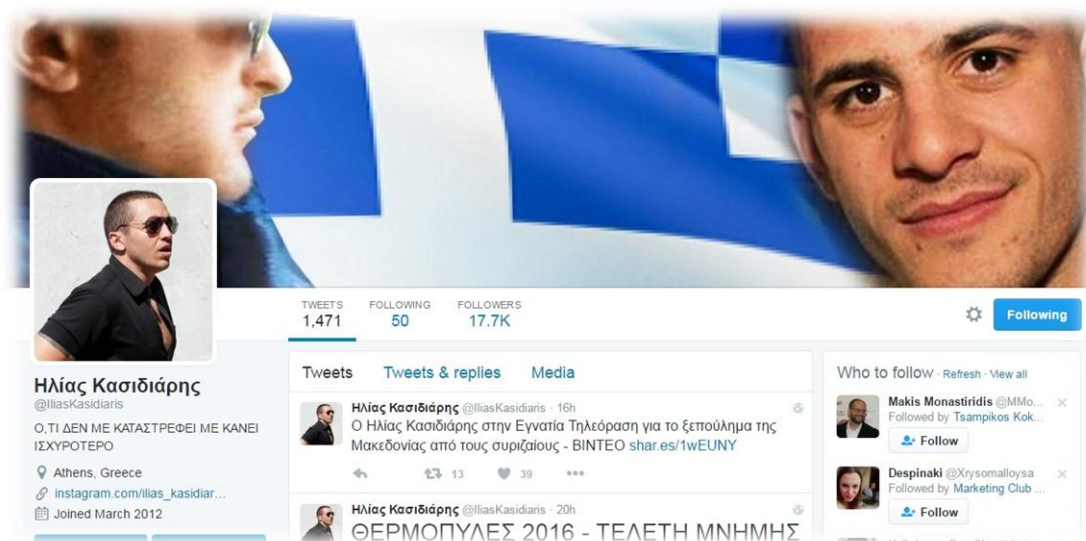 TWEETS FOLLOWING FOLLOWERS
1,471 50 17.7K
Following
Ηλίας Κασιδιάρης
@IliasKasidiaris
Ο,ΤΙ ΔΕΝ ΜΕ ΚΑΤΑΣΤΡΕΦΕΙ ΜΕ ΚΑΝΕΙ
ΙΣΧΥΡΟΤΕΡΟ
Athens, Greece
instagram.com/ilias_kasidiar...
Joined March 2012
Tweets Tweets & replies Media
Ηλίας Κασιδιάρης @IliasKasidiaris · 16h
Ο Ηλίας Κασιδιάρης στην Εγνατία Τηλεόραση για το ξεπούλημα της
Μακεδονίας από τους συριζαίους - ΒΙΝΤΕΟ shar.es/1wEUNY
13 39
Ηλίας Κασιδιάρης @IliasKasidiaris · 20h
ΘΕΡΜΟΠΥΛΕΣ 2016 - ΤΕΛΕΤΗ ΜΝΗΜΗΣ
Who to follow · Refresh · View all
Makis Monastiridis @MMo...
Followed by Tsampikos Kok...
Follow
Despinaki @Xrysomalloysa
Followed by Marketing Club ...
Follow